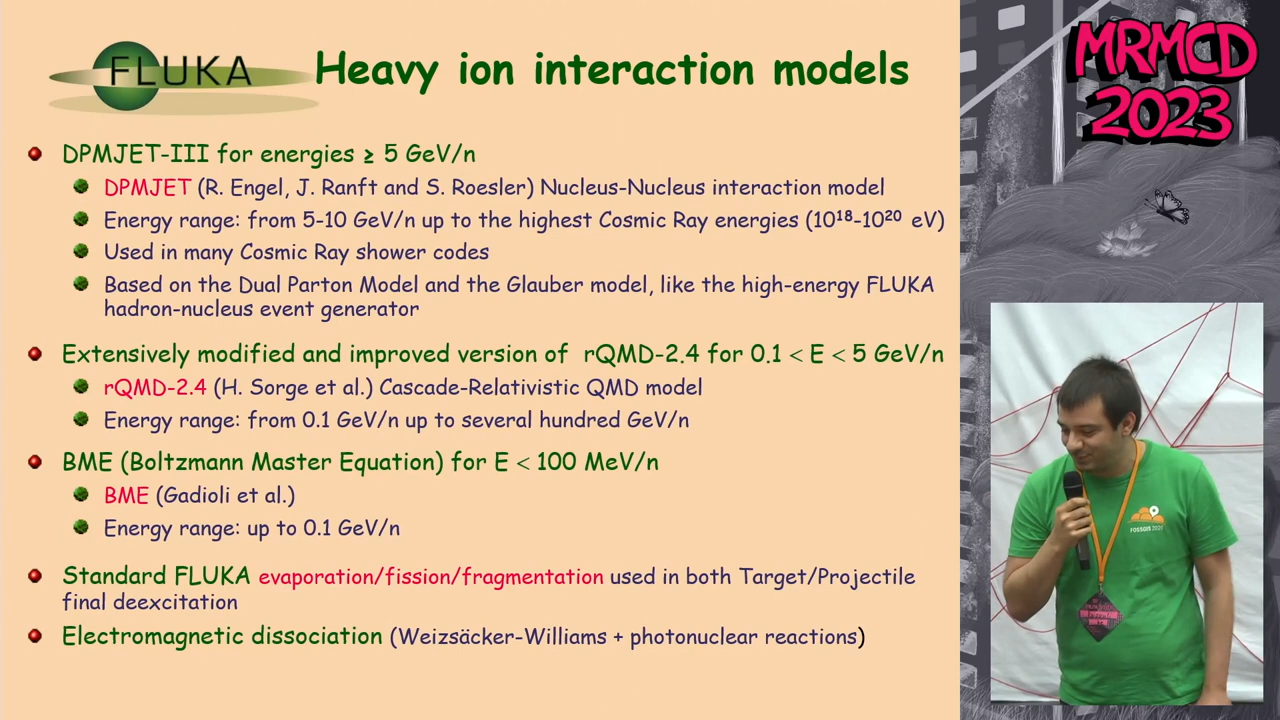 FLUKA
Heavy ion interaction models
MRMCD
2023
DPMJET-III for energies ≥ 5 GeV/n
DPMJET (R. Engel, J. Ranft and S. Roesler) Nucleus-Nucleus interaction model
Energy range: from 5-10 GeV/n up to the highest Cosmic Ray energies (10¹⁸-10²⁰ eV)
Used in many Cosmic Ray shower codes
Based on the Dual Parton Model and the Glauber model, like the high-energy FLUKA
hadron-nucleus event generator
Extensively modified and improved version of rQMD-2.4 for 0.1 < E < 5 GeV/n
rQMD-2.4 (H. Sorge et al.) Cascade-Relativistic QMD model
Energy range: from 0.1 GeV/n up to several hundred GeV/n
BME (Boltzmann Master Equation) for E < 100 MeV/n
BME (Gadioli et al.)
Energy range: up to 0.1 GeV/n
Standard FLUKA evaporation/fission/fragmentation used in both Target/Projectile
final deexcitation
Electromagnetic dissociation (Weizsäcker-Williams + photonuclear reactions)